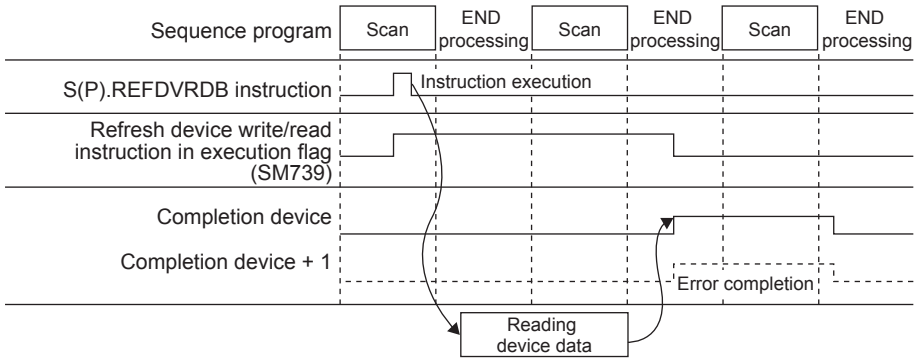 Sequence program
Scan
END
processing
Scan
END
processing
Scan
END
processing
S(P).REFDVRDB instruction
Instruction execution
Refresh device write/read
instruction in execution flag
(SM739)
Completion device
Completion device + 1
Error completion
Reading
device data